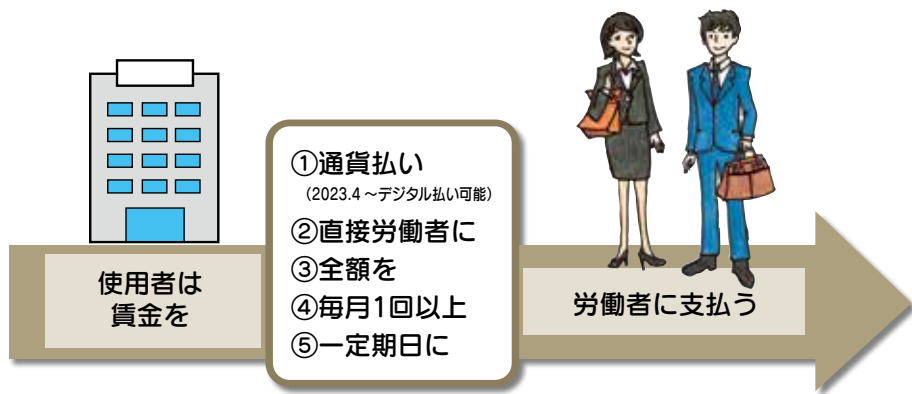 使用者は
賃金を
①通貨払い
（2023.4～デジタル払い可能）
②直接労働者に
③全額を
④毎月1回以上
⑤一定期日に
労働者に支払う